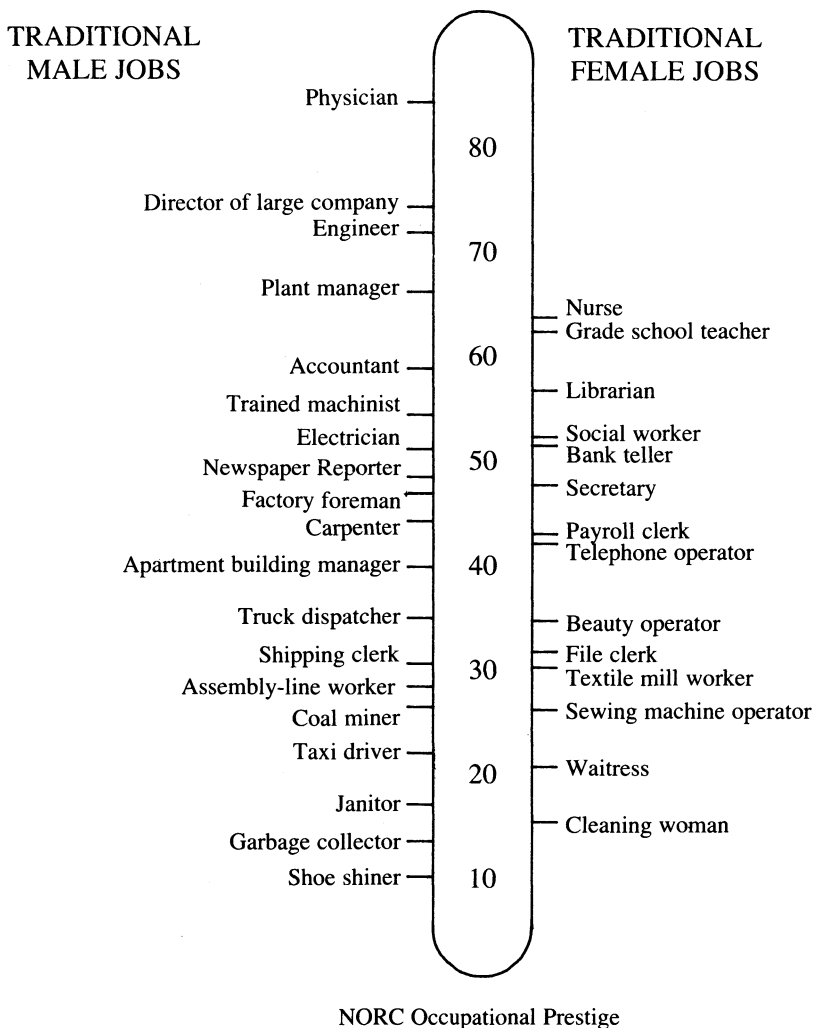 TRADITIONAL
MALE JOBS
Physician
Director of large company
Engineer
Plant manager
Accountant
Trained machinist
Electrician
Newspaper Reporter
Factory foreman
Carpenter
Apartment building manager
Truck dispatcher
Shipping clerk
Assembly-line worker
Coal miner
Taxi driver
Janitor
Garbage collector
Shoe shiner
80
70
60
50
40
30
20
10
TRADITIONAL
FEMALE JOBS
Nurse
Grade school teacher
Librarian
Social worker
Bank teller
Secretary
Payroll clerk
Telephone operator
Beauty operator
File clerk
Textile mill worker
Sewing machine operator
Waitress
Cleaning woman
NORC Occupational Prestige